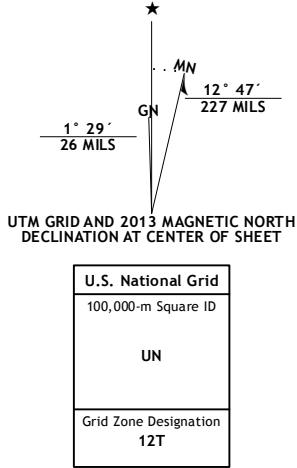 ★
MN
GN
12° 47´
227 MILS
1° 29´
26 MILS
UTM GRID AND 2013 MAGNETIC NORTH
DECLINATION AT CENTER OF SHEET
U.S. National Grid
100,000-m Square ID
UN
Grid Zone Designation
12T